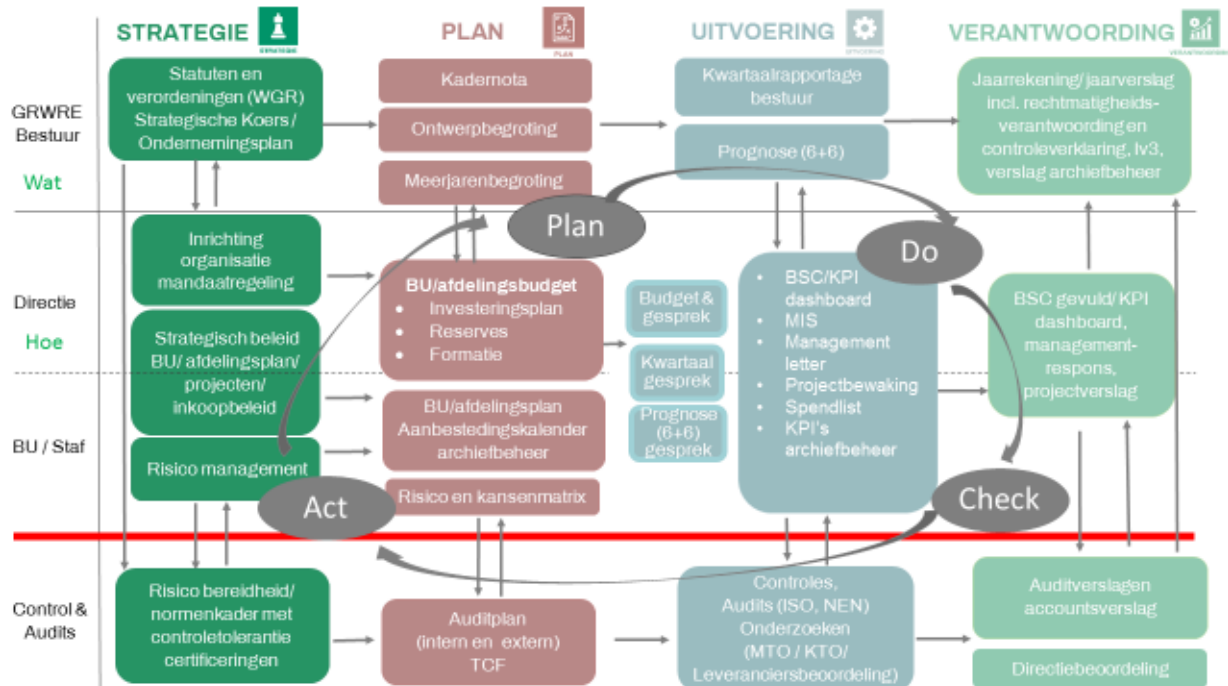 STRATEGIE
STRATEGIE
PLAN
PLAN
UITVOERING
UITVOERING
VERANTWOORDING
VERANTWOORDING
GRWRE
Bestuur
Wat
Statuten en
verordeningen (WGR)
Strategische Koers /
Ondernemingsplan
Kadernota
Ontwerpbegroting
Meerjarenbegroting
Kwartaalrapportage
bestuur
Prognose (6+6)
Jaarrekening/ jaarverslag
incl. rechtmatigheids-
verantwoording en
controleverklaring, Iv3,
verslag archiefbeheer
Plan
Do
Directie
Hoe
Inrichting
organisatie
mandaatregeling
Strategisch beleid
BU/ afdelingsplan/
projecten/
inkoopbeleid
BU/afdelingsbudget
• Investeringsplan
• Reserves
• Formatie
Budget &
gesprek
Kwartaal
gesprek
Prognose
(6+6)
gesprek
• BSC/KPI
dashboard
• MIS
• Management
letter
• Projectbewaking
• Spendlist
• KPI's
archiefbeheer
BSC gevuld/ KPI
dashboard,
management-
respons,
projectverslag
BU / Staf
Risico management
BU/afdelingsplan
Aanbestedingskalender
archiefbeheer
Risico en kansenmatrix
Act
Check
Control &
Audits
Risico bereidheid/
normenkader met
controletolerantie
certificeringen
Auditplan
(intern en extern)
TCF
Controles,
Audits (ISO, NEN)
Onderzoeken
(MTO / KTO/
Leveranciersbeoordeling)
Auditverslagen
accountsverslag
Directiebeoordeling